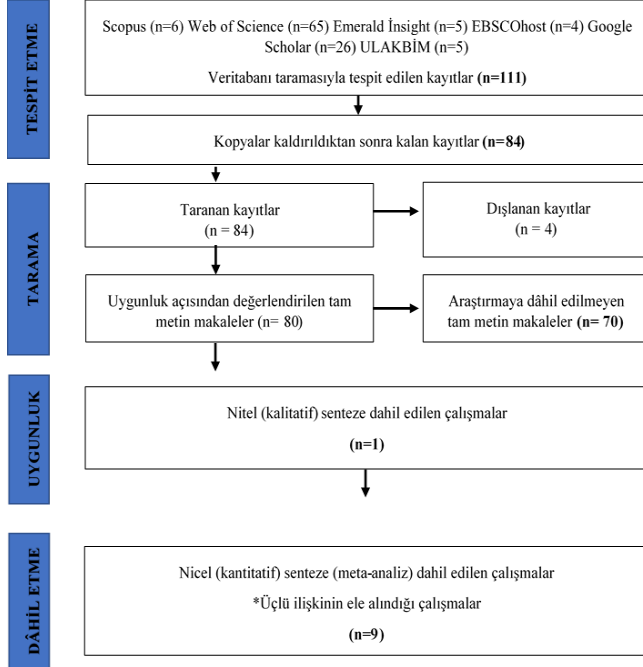 TESPİT ETME
Scopus (n=6) Web of Science (n=65) Emerald İnsight (n=5) EBSCOhost (n=4) Google
Scholar (n=26) ULAKBİM (n=5)
Veritabanı taramasıyla tespit edilen kayıtlar (n=111)
Kopyalar kaldırıldıktan sonra kalan kayıtlar (n=84)
TARAMA
Taranan kayıtlar
(n = 84)
Dışlanan kayıtlar
(n = 4)
Uygunluk açısından değerlendirilen tam
metin makaleler (n= 80)
Araştırmaya dâhil edilmeyen
tam metin makaleler (n= 70)
UYGUNLUK
Nitel (kalitatif) senteze dahil edilen çalışmalar
(n=1)
DÂHİL ETME
Nicel (kantitatif) senteze (meta-analiz) dahil edilen çalışmalar
*Üçlü ilişkinin ele alındığı çalışmalar
(n=9)